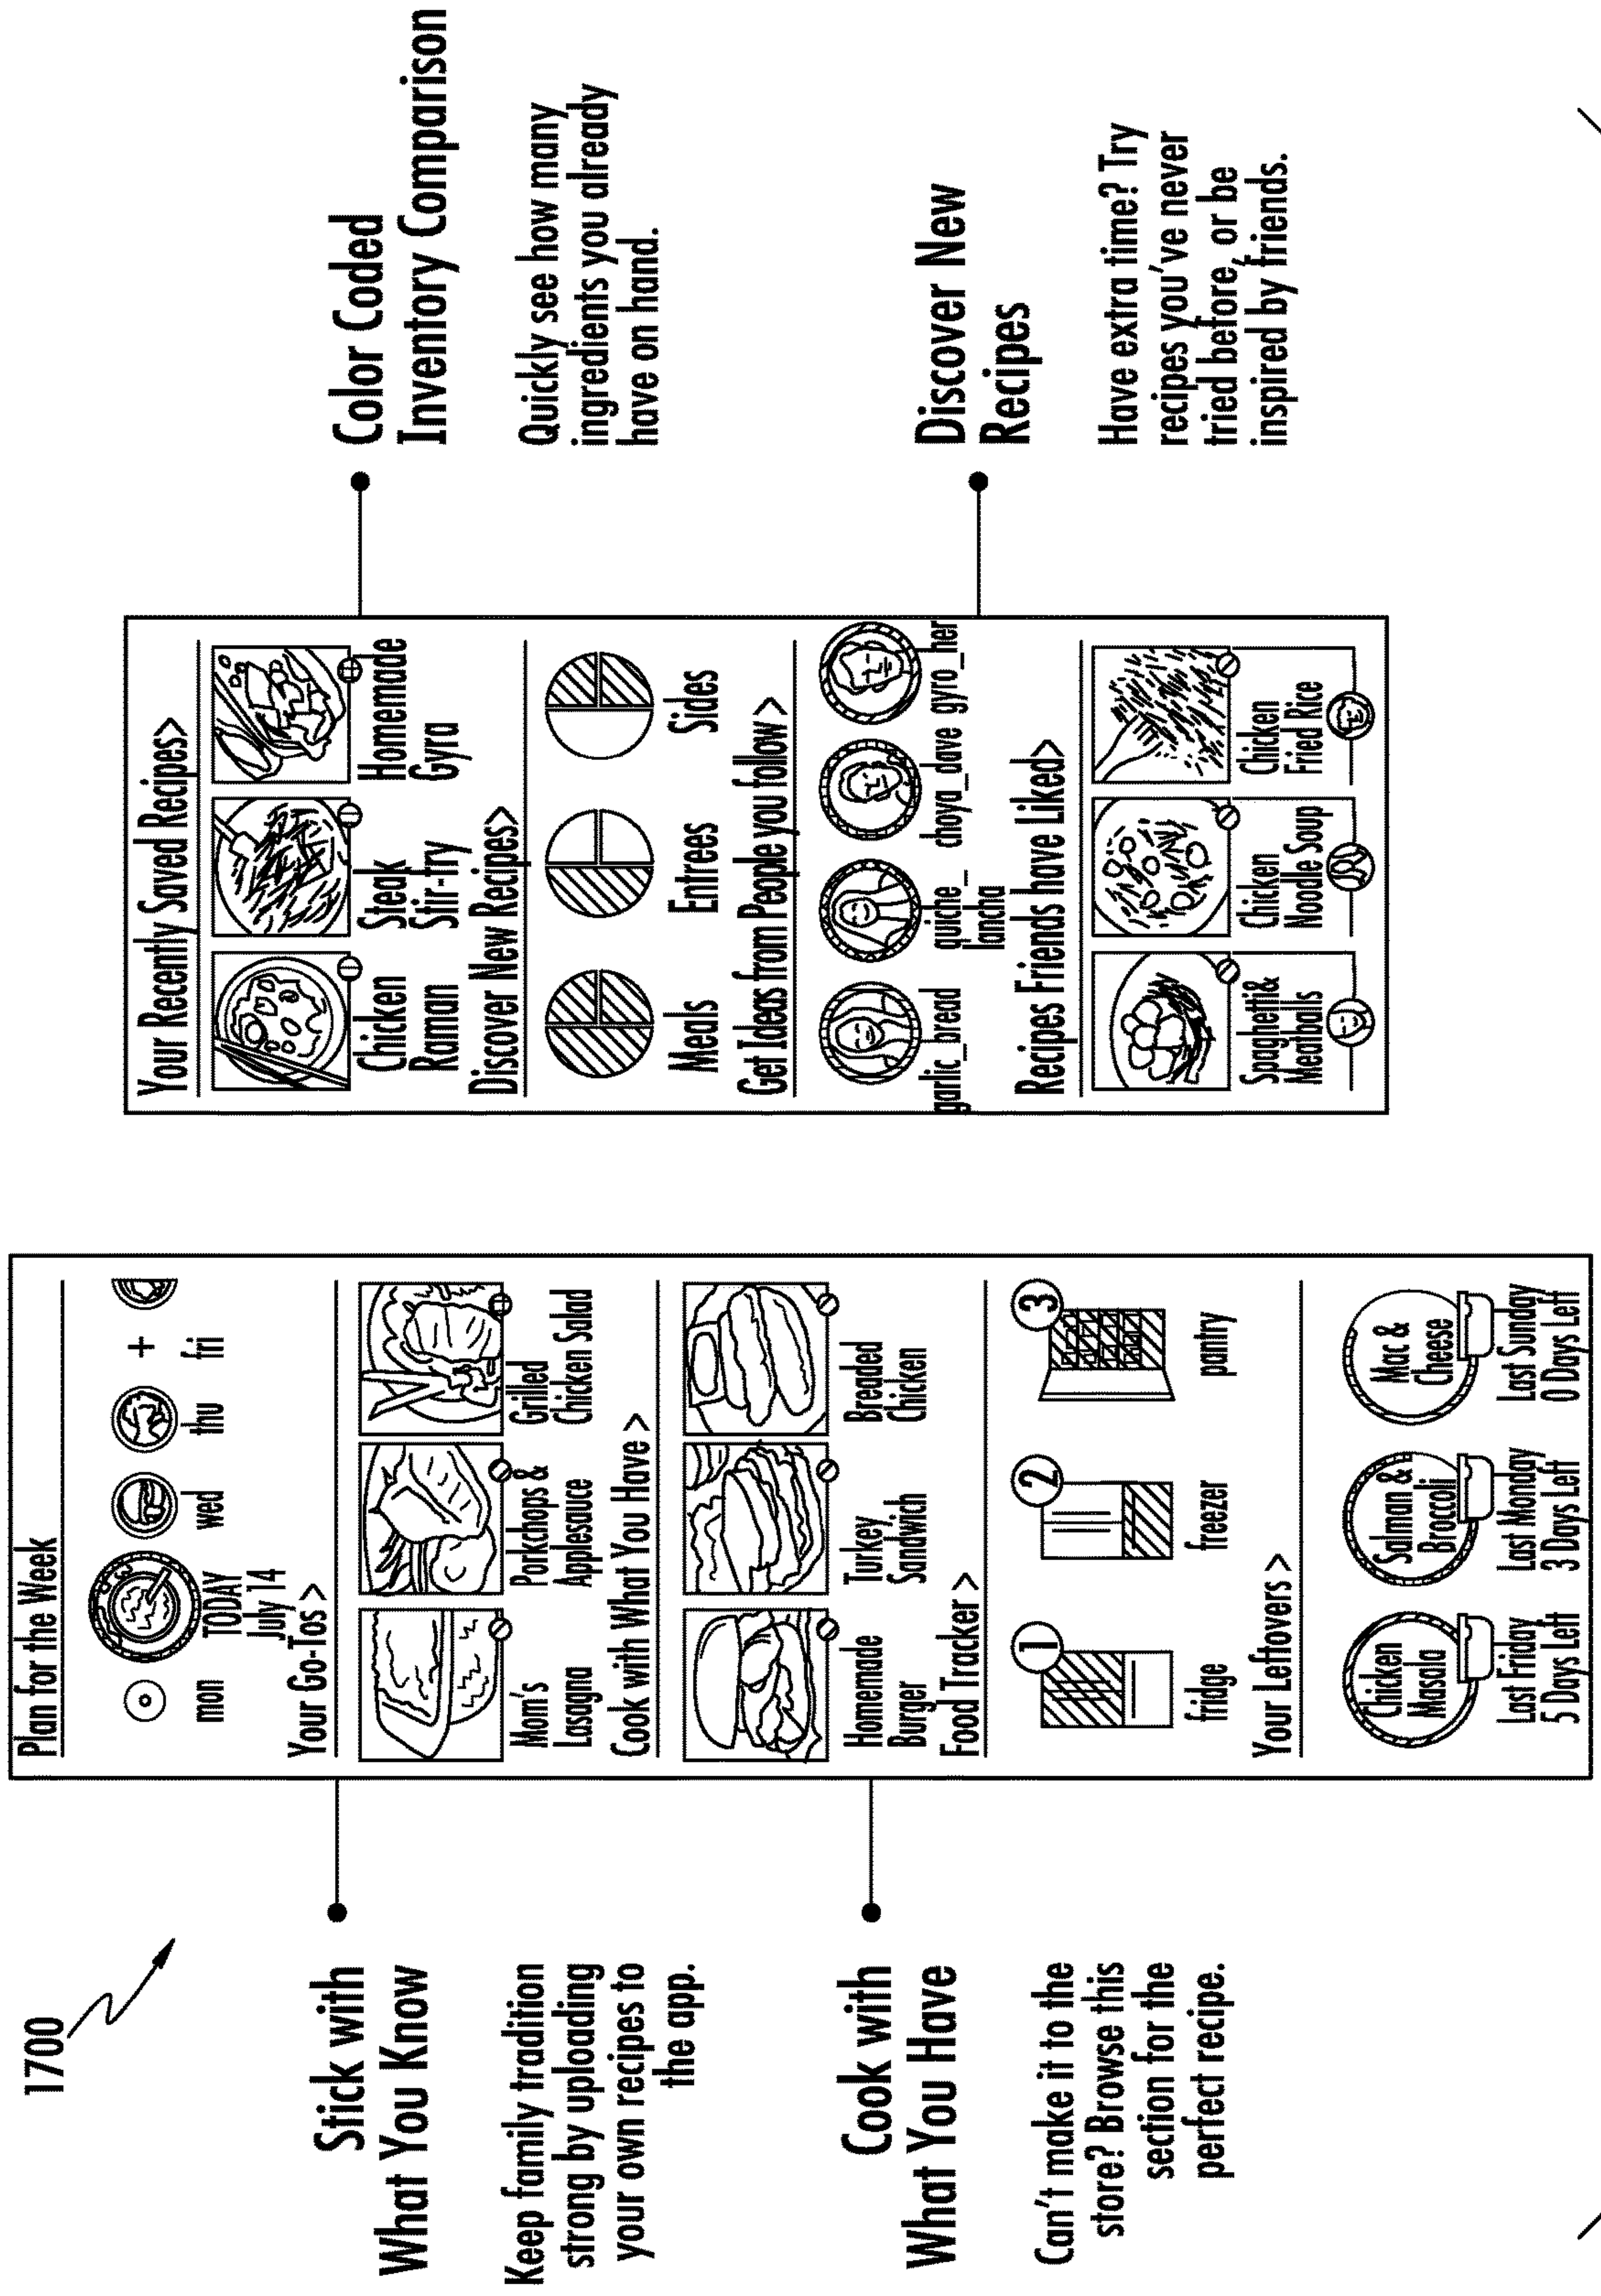 1700
Stick with
What You Know
Keep family tradition
strong by uploading
your own recipes to
the app.
Cook with
What You Have
Can't make it to the
store? Browse this
section for the
perfect recipe.
Plan for the Week
mon
TODAY
July 14
wed
thu
+
fri
Your Go-Tos >
Mom's
Lasagna
Porkchops &
Applesauce
Grilled
Chicken Salad
Cook with What You Have >
Homemade
Burger
Turkey
Sandwich
Breaded
Chicken
Food Tracker >
1
fridge
2
freezer
3
pantry
Your Leftovers >
Chicken
Masala
Last Friday
5 Days Left
Salman &
Broccoli
Last Monday
3 Days Left
Mac &
Cheese
Last Sunday
0 Days Left
Your Recently Saved Recipes>
Chicken
Raman
Steak
Stir-try
Homemade
Gyra
Discover New Recipes>
Meals
Entrees
Sides
Get Ideas from People you follow >
garlic_bread
quiche_
lancha
choya_dave
gyro_her
Recipes Friends have Liked>
Spaghetti&
Meatballs
Chicken
Noodle Soup
Chicken
Fried Rice
Color Coded
Inventory Comparison
Quickly see how many
ingredients you already
have on hand.
Discover New
Recipes
Have extra time? Try
recipes you've never
tried before, or be
inspired by friends.